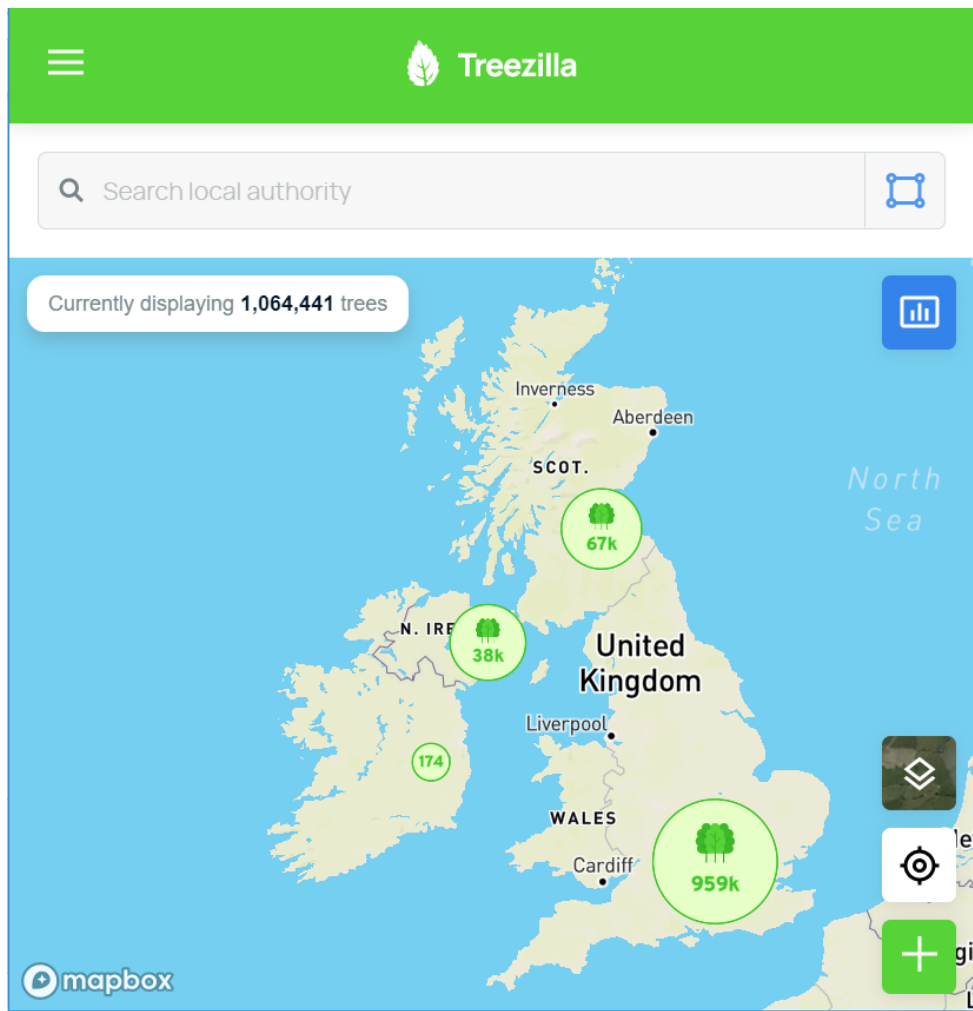 Treezilla
Search local authority
Currently displaying 1,064,441 trees
Inverness
Aberdeen
SCOT.
North
Sea
67k
N. IRE
38k
United
Kingdom
Liverpool
174
WALES
Cardiff
959k
mapbox